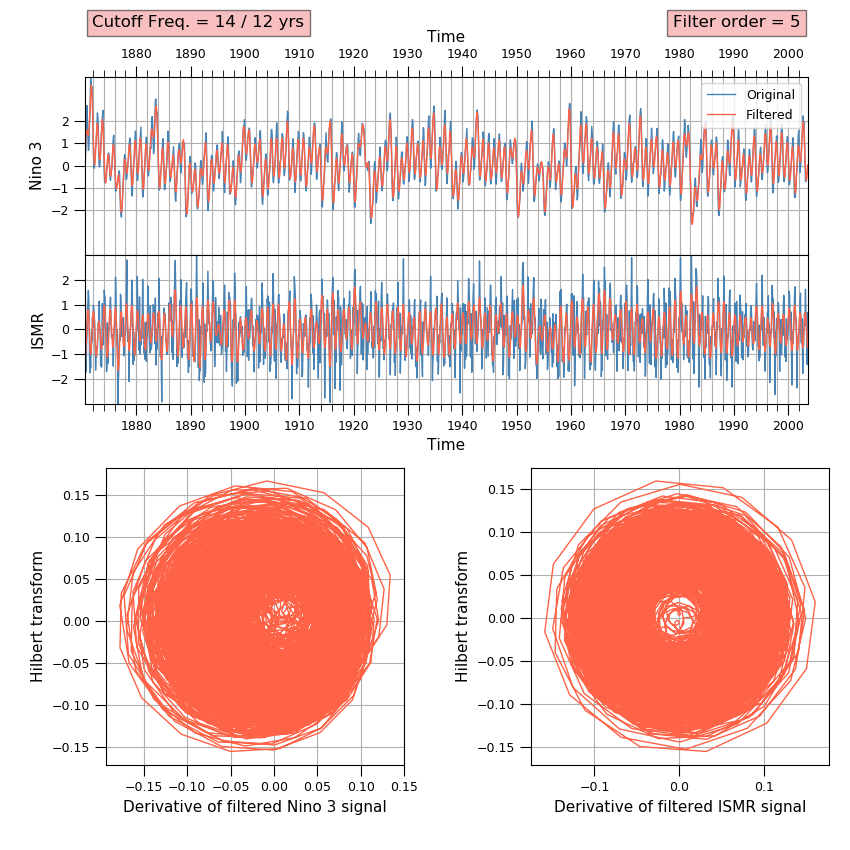 Cutoff Freq. = 14 / 12 yrs
Filter order = 5
Time
1880 1890 1900 1910 1920 1930 1940 1950 1960 1970 1980 1990 2000
Original
Filtered
Nino 3
2
1
0
−1
−2
ISMR
2
1
0
−1
−2
1880 1890 1900 1910 1920 1930 1940 1950 1960 1970 1980 1990 2000
Time
Hilbert transform
0.15
0.10
0.05
0.00
−0.05
−0.10
−0.15
−0.15 −0.10 −0.05 0.00 0.05 0.10 0.15
Derivative of filtered Nino 3 signal
Hilbert transform
0.15
0.10
0.05
0.00
−0.05
−0.10
−0.15
−0.1 0.0 0.1
Derivative of filtered ISMR signal